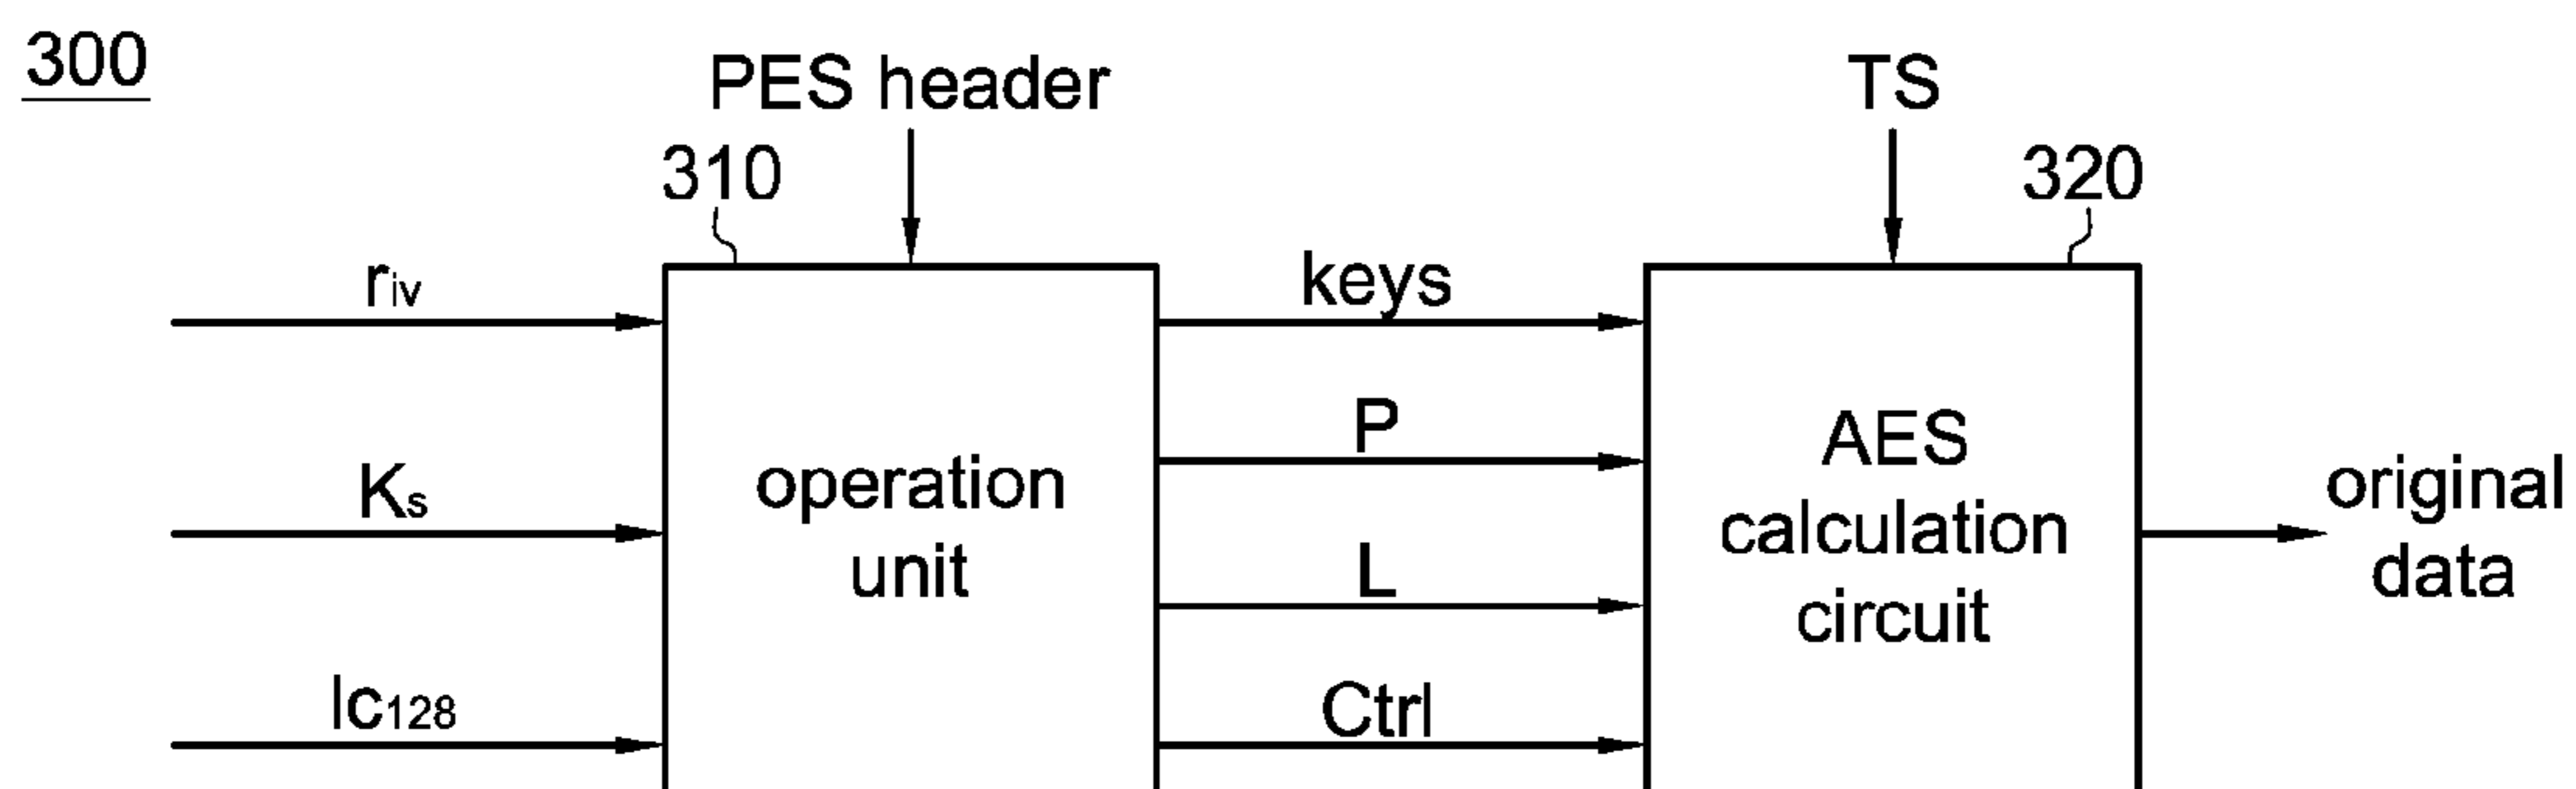 300
PES header
TS
310
320
riv
keys
Ks
P
operation
unit
AES
calculation
circuit
L
original
data
lc128
Ctrl